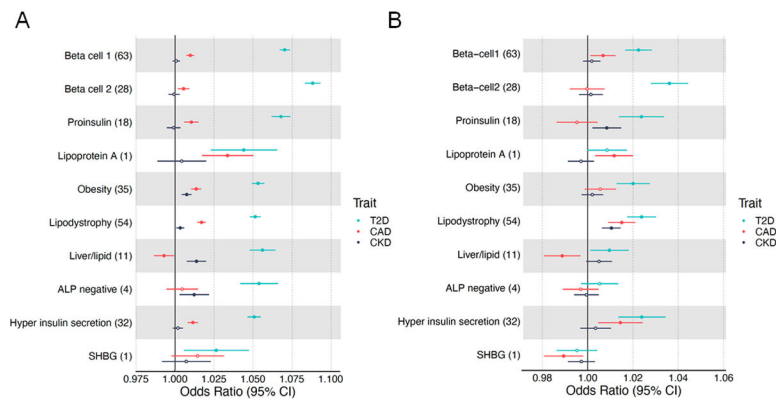 A
Beta cell 1 (63)
Beta cell 2 (28)
Proinsulin (18)
Lipoprotein A (1)
Obesity (35)
Lipodystrophy (54)
Liver/lipid (11)
ALP negative (4)
Hyper insulin secretion (32)
SHBG (1)
0.975 1.000 1.025 1.050 1.075 1.100
Odds Ratio (95% CI)
Trait
T2D
CAD
CKD
B
Beta-cell1 (63)
Beta-cell2 (28)
Proinsulin (18)
Lipoprotein A (1)
Obesity (35)
Lipodystrophy (54)
Liver/lipid (11)
ALP negative (4)
Hyper insulin secretion (32)
SHBG (1)
0.98 1.00 1.02 1.04 1.06
Odds Ratio (95% CI)
Trait
T2D
CAD
CKD